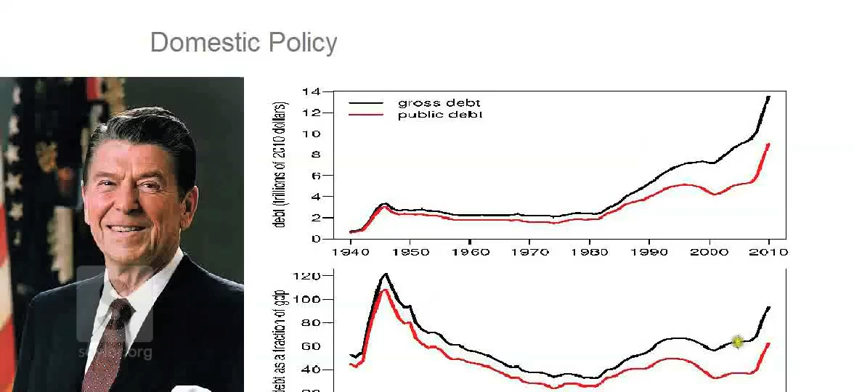 Domestic Policy
14
12
10
8
6
4
2
0
debt (trillions of 2010 dollars)
gross debt
public debt
1940 1950 1960 1970 1980 1990 2000 2010
120
100
80
60
40
debt as a fraction of gdp